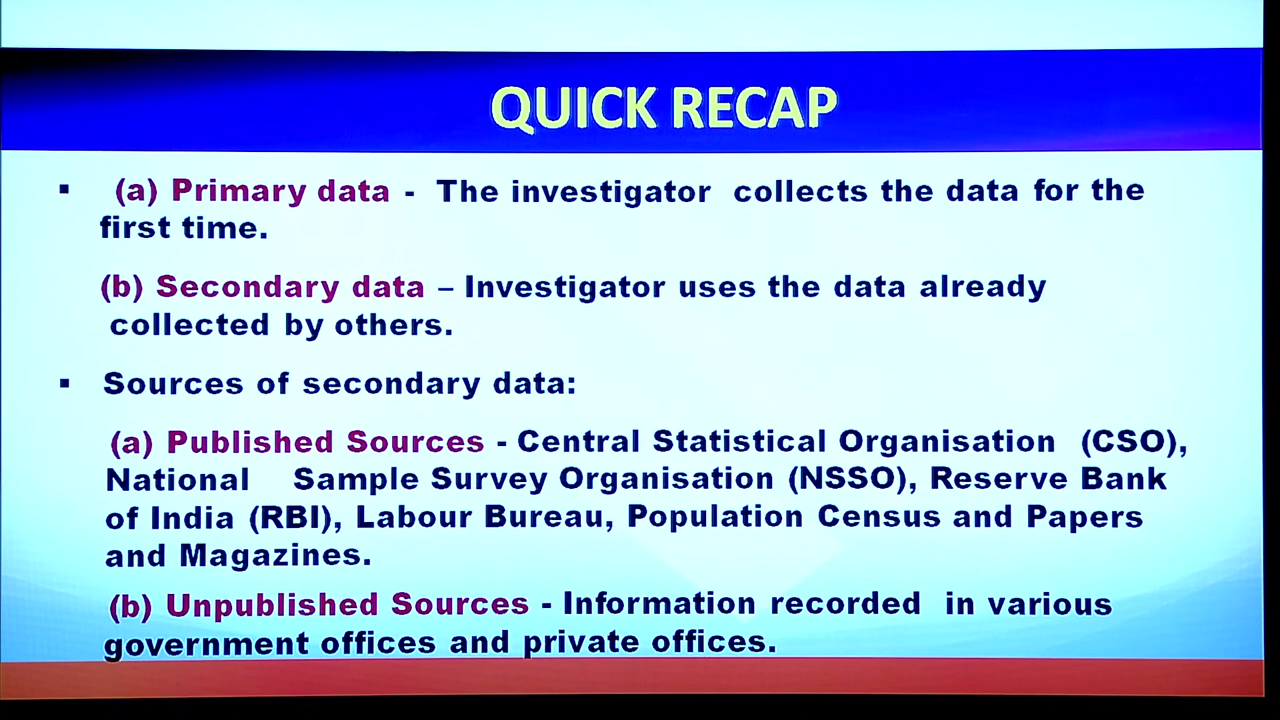 QUICK RECAP
▪ (a) Primary data - The investigator collects the data for the
first time.
(b) Secondary data – Investigator uses the data already
collected by others.
▪ Sources of secondary data:
(a) Published Sources - Central Statistical Organisation (CSO),
National Sample Survey Organisation (NSSO), Reserve Bank
of India (RBI), Labour Bureau, Population Census and Papers
and Magazines.
(b) Unpublished Sources - Information recorded in various
government offices and private offices.